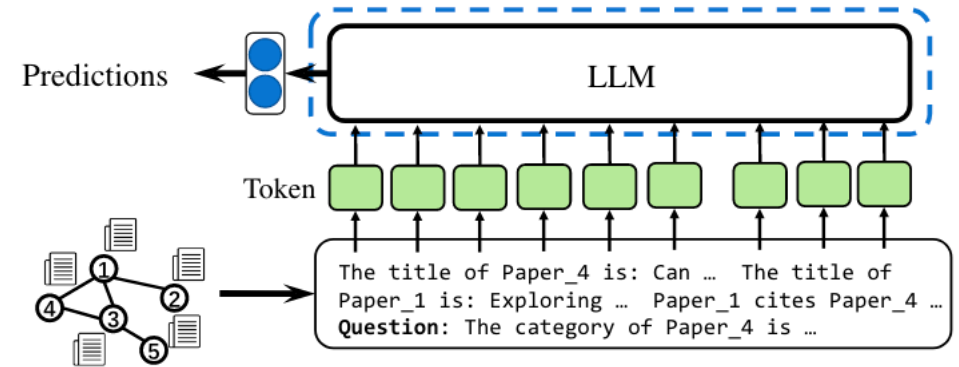 LLM
Predictions
Token
1
2
4
3
5
The title of Paper_4 is: Can … The title of
Paper_1 is: Exploring … Paper_1 cites Paper_4 …
Question: The category of Paper_4 is …